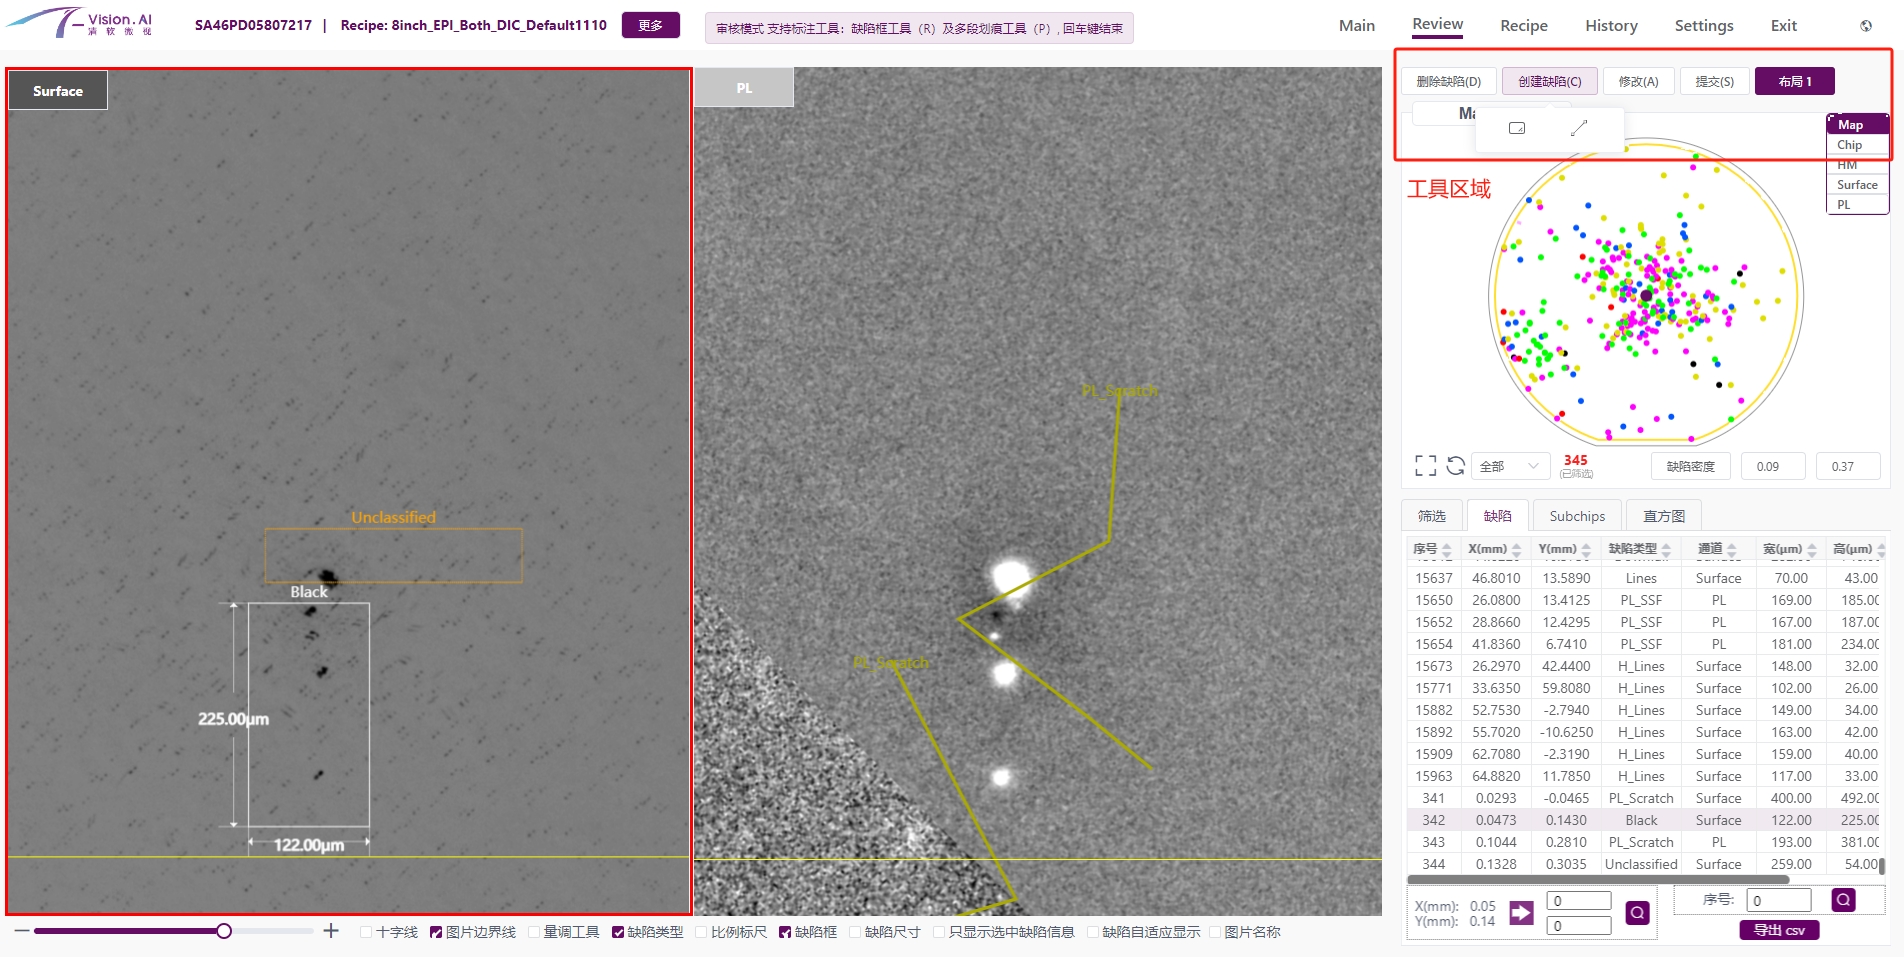 Vision.AI
清软微视
SA46PD05807217 | Recipe: 8inch_EPI_Both_DIC_Default1110
更多
审核模式 支持标注工具：缺陷框工具（R）及多段划痕工具（P）, 回车键结束
Main
Review
Recipe
History
Settings
Exit
删除缺陷(D)
创建缺陷(C)
修改(A)
提交(S)
布局 1
Map
Chip
HM
Surface
PL
工具区域
Surface
PL
Unclassified
Black
225.00μm
122.00μm
PL_Scratch
PL_Scratch
全部
345
(已筛选)
缺陷密度
0.09
0.37
筛选
缺陷
Subchips
直方图
序号 X(mm) Y(mm) 缺陷类型 通道 宽(μm) 高(μm)
15637 46.8010 13.5890 Lines Surface 70.00 43.00
15650 26.0800 13.4125 PL_SSF PL 169.00 185.00
15652 28.8660 12.4295 PL_SSF PL 167.00 187.00
15654 41.8360 6.7410 PL_SSF PL 181.00 234.00
15673 26.2970 42.4400 H_Lines Surface 148.00 32.00
15771 33.6350 59.8080 H_Lines Surface 102.00 26.00
15882 52.7530 -2.7940 H_Lines Surface 149.00 34.00
15892 55.7020 -10.6250 H_Lines Surface 163.00 42.00
15909 62.7080 -2.3190 H_Lines Surface 159.00 40.00
15963 64.8820 11.7850 H_Lines Surface 117.00 33.00
341 0.0293 -0.0465 PL_Scratch Surface 400.00 492.00
342 0.0473 0.1430 Black Surface 122.00 225.00
343 0.1044 0.2810 PL_Scratch PL 193.00 381.00
344 0.1328 0.3035 Unclassified Surface 259.00 54.00
X(mm): 0.05
Y(mm): 0.14
0
0
序号:
0
导出 csv
十字线
图片边界线
量调工具
缺陷类型
比例标尺
缺陷框
缺陷尺寸
只显示选中缺陷信息
缺陷自适应显示
图片名称